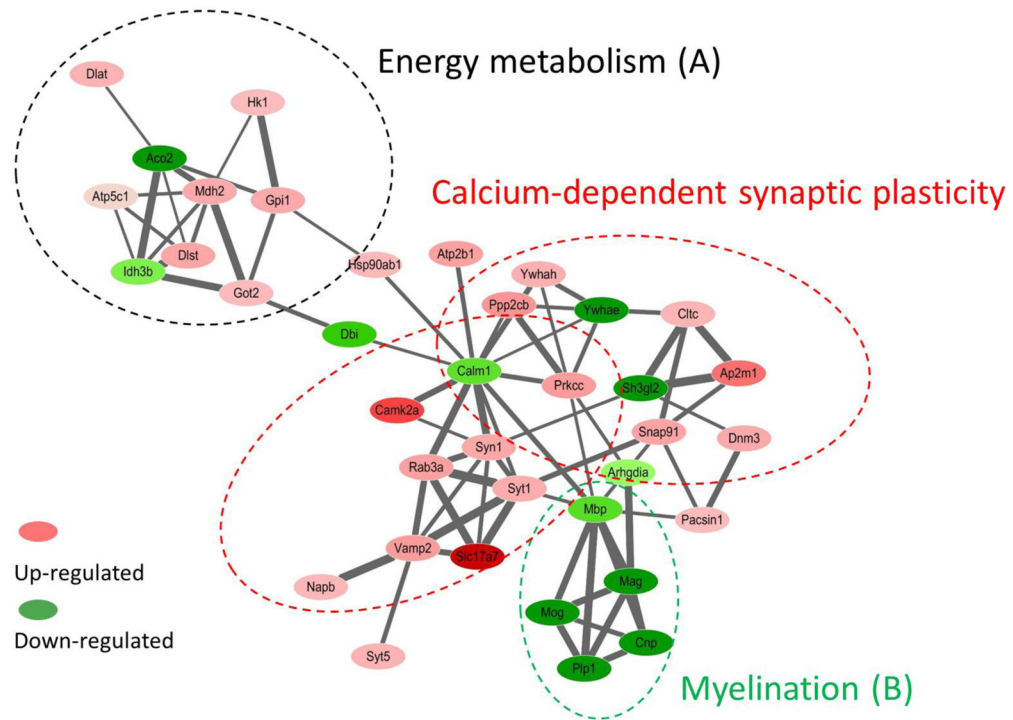 Energy metabolism (A)
Dlat
Hk1
Aco2
Atp5c1
Mdh2
Gpi1
Calcium-dependent synaptic plasticity
Dlst
Idh3b
Hsp90ab1
Atp2b1
Ywhah
Got2
Ppp2cb
Ywhae
Cltc
Dbi
Calm1
Prkcc
Sh3gl2
Ap2m1
Camk2a
Syn1
Snap91
Dnm3
Rab3a
Arhgdia
Syt1
Mbp
Pacsin1
Vamp2
Slc17a7
Up-regulated
Napb
Mag
Mog
Down-regulated
Cnp
Syt5
Plp1
Myelination (B)